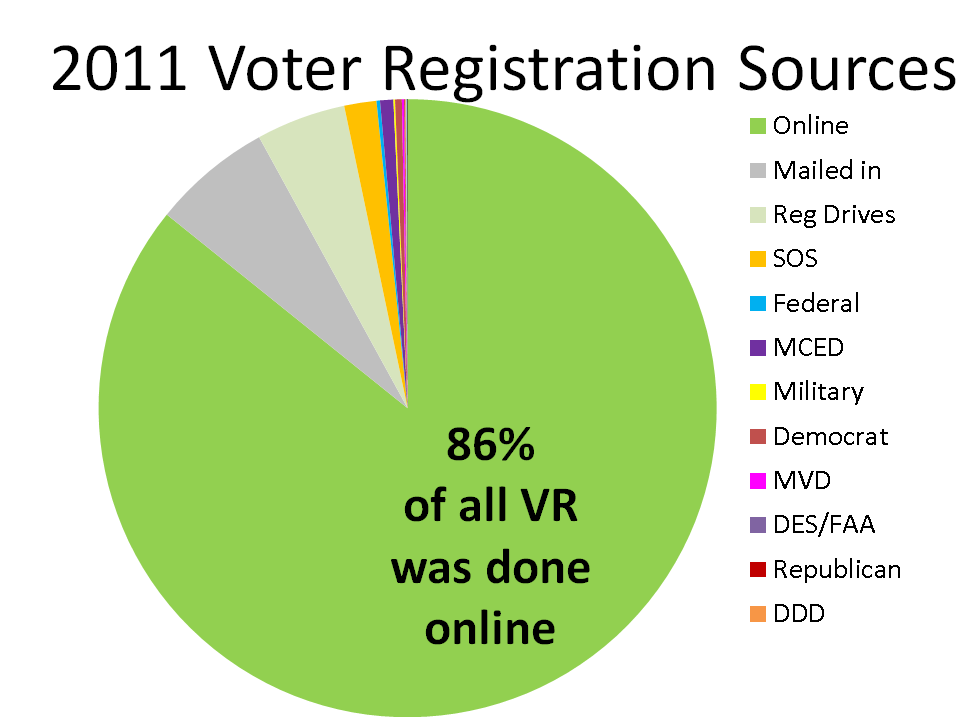 2011 Voter Registration Sources
Online
Mailed in
Reg Drives
SOS
Federal
MCED
Military
Democrat
MVD
DES/FAA
Republican
DDD
86%
of all VR
was done
online